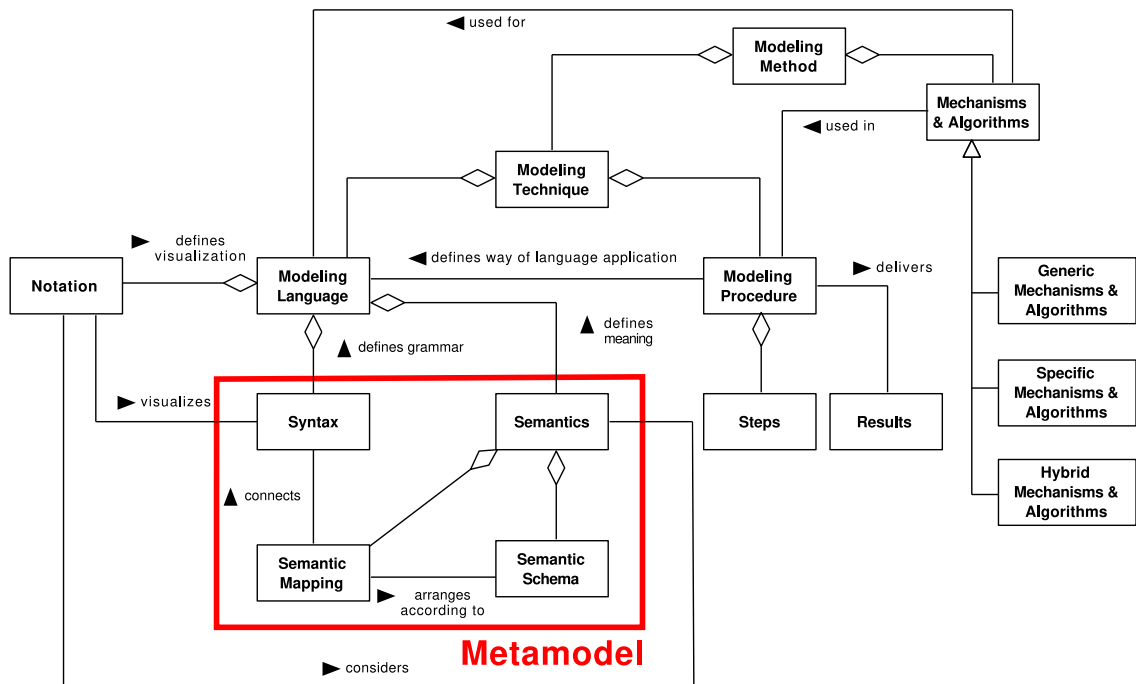 used for
Modeling
Method
Mechanisms
& Algorithms
used in
Modeling
Technique
defines
visualization
defines way of language application
Notation
Modeling
Language
Modeling
Procedure
delivers
Generic
Mechanisms &
Algorithms
defines grammar
defines
meaning
visualizes
Syntax
Semantics
Steps
Results
Specific
Mechanisms &
Algorithms
connects
Hybrid
Mechanisms &
Algorithms
Semantic
Mapping
Semantic
Schema
arranges
according to
Metamodel
considers